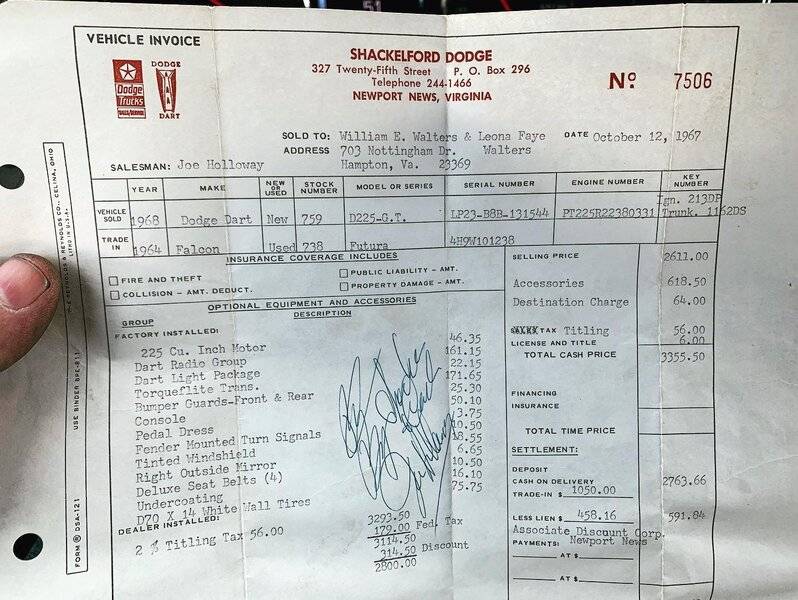 VEHICLE INVOICE
Dodge Trucks
DODGE DART
SHACKELFORD DODGE
327 Twenty-Fifth Street P. O. Box 296
Telephone 244-1466
NEWPORT NEWS, VIRGINIA
No 7506
SOLD TO: William E. Walters & Leona Faye DATE October 12, 1967
ADDRESS 703 Nottingham Dr. Walters
SALESMAN: Joe Holloway Hampton, Va. 23369
YEAR MAKE NEW OR USED STOCK NUMBER MODEL OR SERIES SERIAL NUMBER ENGINE NUMBER KEY NUMBER
Ign. 213DP
VEHICLE SOLD 1968 Dodge Dart New 759 D225-G.T. LP23-B8B-131544 PT225R22380331 Trunk. 1162DS
TRADE IN 1964 Falcon Used 738 Futura 4H9W101238
INSURANCE COVERAGE INCLUDES
FIRE AND THEFT PUBLIC LIABILITY - AMT.
COLLISION - AMT. DEDUCT. PROPERTY DAMAGE - AMT.
OPTIONAL EQUIPMENT AND ACCESSORIES
GROUP DESCRIPTION
FACTORY INSTALLED:
225 Cu. Inch Motor 46.35
Dart Radio Group 161.15
Dart Light Package 22.15
Torqueflite Trans. 171.65
Bumper Guards-Front & Rear 25.30
Console 50.10
Pedal Dress 3.75
Fender Mounted Turn Signals 10.50
Tinted Windshield 18.55
Right Outside Mirror 6.65
Deluxe Seat Belts (4) 10.50
Undercoating 16.10
D70 X 14 White Wall Tires 75.75
DEALER INSTALLED: 3293.50
2 % Titling Tax 56.00 179.00 Fed. Tax
3114.50
314.50 Discount
2800.00
SELLING PRICE 2611.00
Accessories 618.50
Destination Charge 64.00
TAX Titling 56.00
LICENSE AND TITLE 6.00
TOTAL CASH PRICE 3355.50
FINANCING
INSURANCE
TOTAL TIME PRICE
SETTLEMENT:
DEPOSIT
CASH ON DELIVERY 2763.66
TRADE-IN $ 1050.00
LESS LIEN $ 458.16 591.84
Associate Discount Corp.
PAYMENTS: Newport News
AT $
AT $
FORM ® DSA-121
USE BINDER BPE-811
REYNOLDS & REYNOLDS CO., CELINA, OHIO
LITHO IN U.S.A.